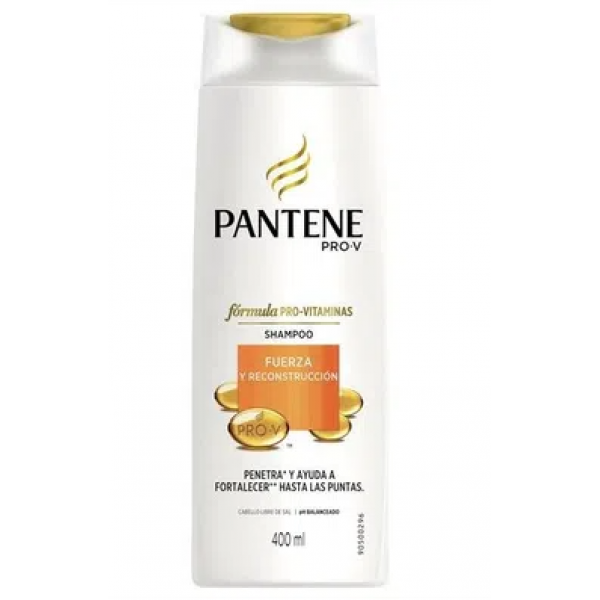 PANTENE
PRO-V
fórmula PRO-VITAMINAS
SHAMPOO
FUERZA
Y RECONSTRUCCIÓN
PRO-V
™
PENETRA* Y AYUDA A
FORTALECER** HASTA LAS PUNTAS.
CABELLO LIBRE DE SAL | pH BALANCEADO
400 ml
90500296